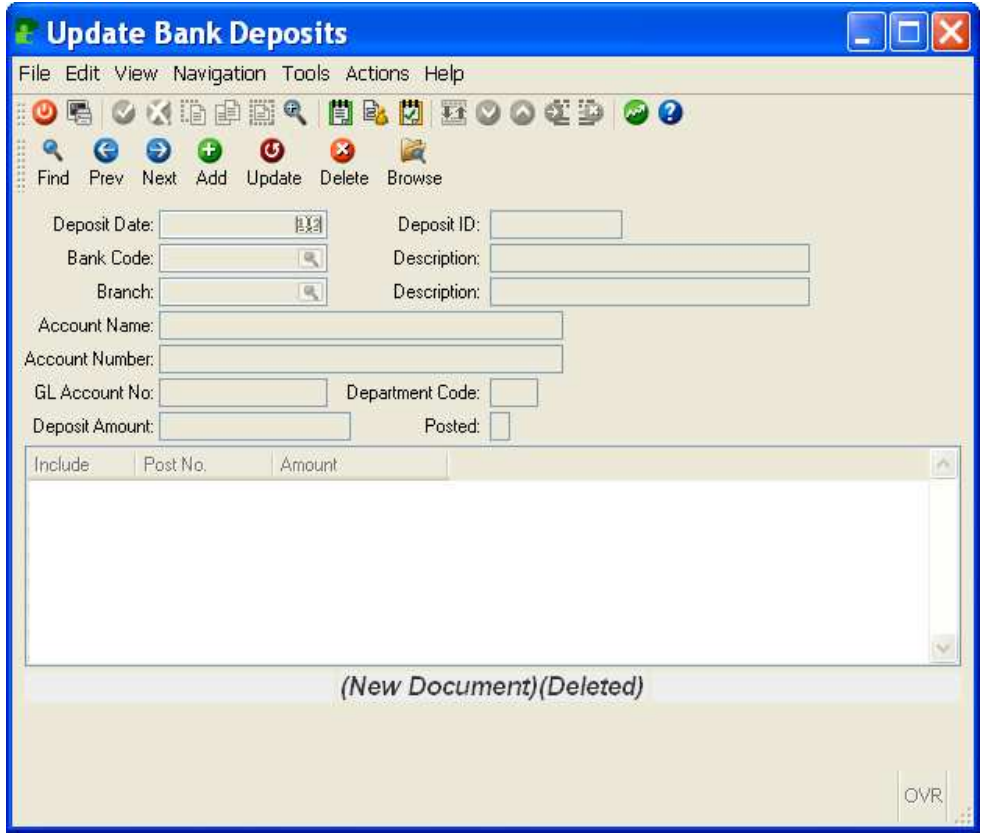 Update Bank Deposits
File Edit View Navigation Tools Actions Help
Find Prev Next Add Update Delete Browse
Deposit Date: Deposit ID:
Bank Code: Description:
Branch: Description:
Account Name:
Account Number:
GL Account No: Department Code:
Deposit Amount: Posted:
Include Post No. Amount
(New Document)(Deleted)
OVR